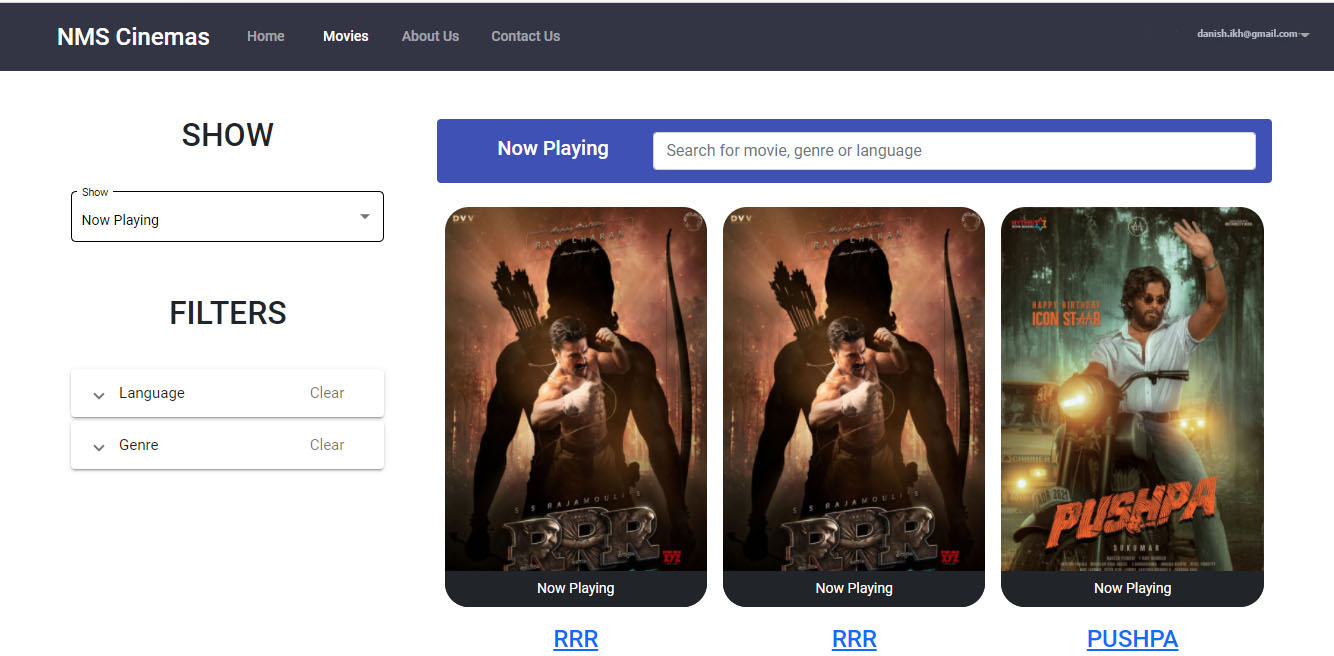 NMS Cinemas
Home
Movies
About Us
Contact Us
danish.ikh@gmail.com
SHOW
Show
Now Playing
FILTERS
Language
Clear
Genre
Clear
Now Playing
Search for movie, genre or language
DVV
RAM CHARAN
S S RAJAMOULI'S
RRR
Now Playing
RRR
DVV
RAM CHARAN
S S RAJAMOULI'S
RRR
Now Playing
RRR
HAPPY BIRTHDAY
ICON STAAR
PUSHPA
SUKUMAR
Now Playing
PUSHPA